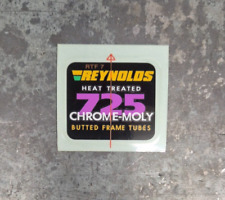 RTF 7
REYNOLDS
HEAT TREATED
725
CHROME-MOLY
BUTTED FRAME TUBES